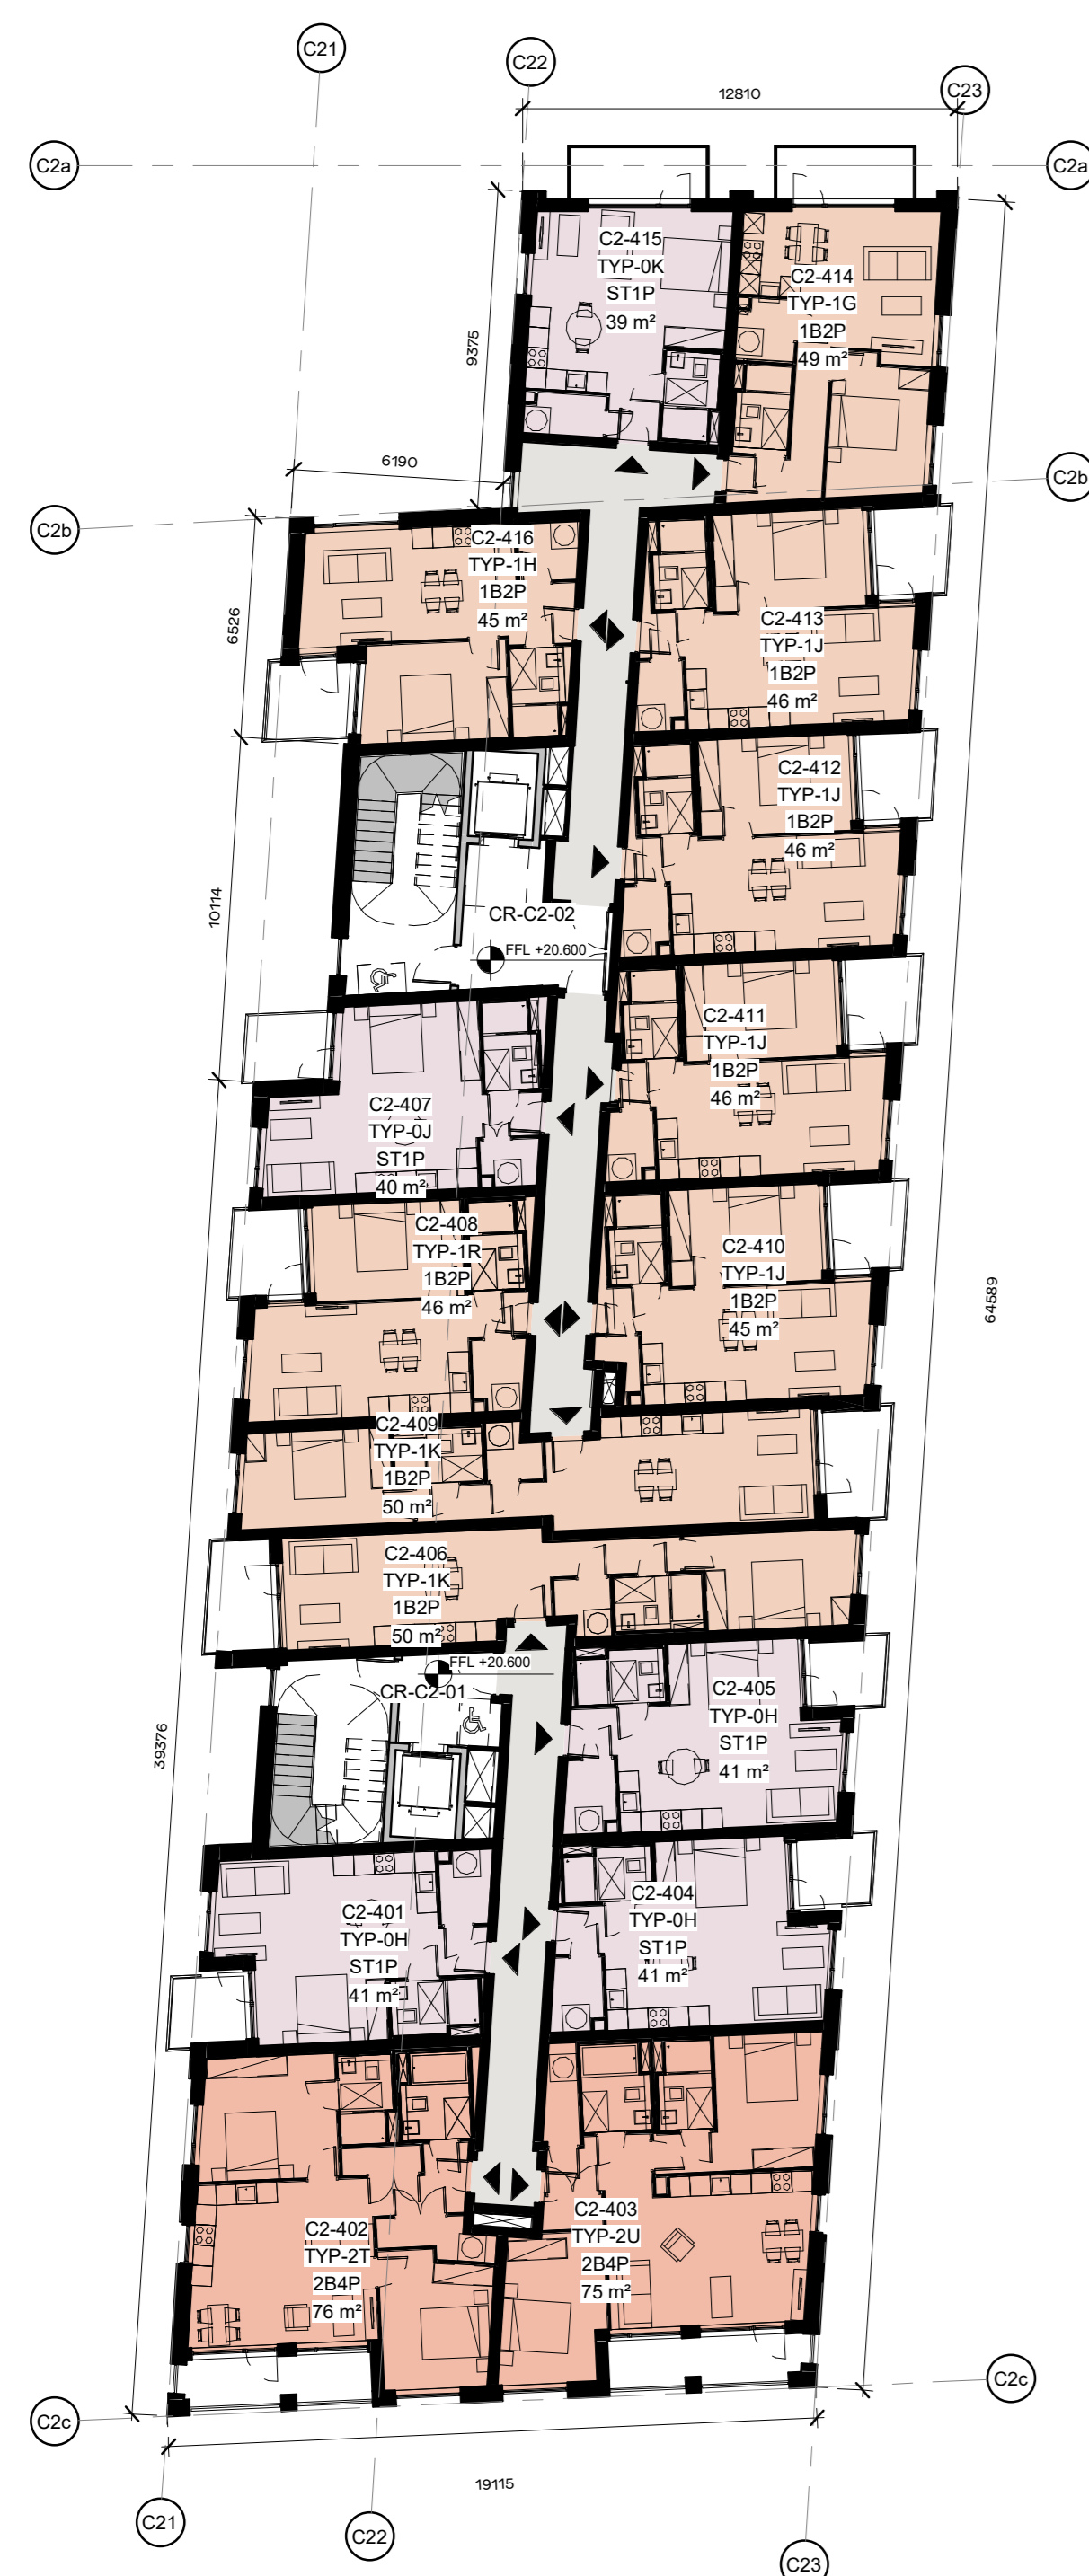 C21
C22
C23
12810
C2a
C2a
C2-415
TYP-0K
ST1P
39 m²
C2-414
TYP-1G
1B2P
49 m²
9375
6190
C2b
C2b
C2-416
TYP-1H
1B2P
45 m²
6526
C2-413
TYP-1J
1B2P
46 m²
C2-412
TYP-1J
1B2P
46 m²
10114
CR-C2-02
FFL +20.600
C2-411
TYP-1J
1B2P
46 m²
C2-407
TYP-0J
ST1P
40 m²
C2-408
TYP-1R
1B2P
46 m²
C2-410
TYP-1J
1B2P
45 m²
64589
C2-409
TYP-1K
1B2P
50 m²
C2-406
TYP-1K
1B2P
50 m²
FFL +20.600
CR-C2-01
C2-405
TYP-0H
ST1P
41 m²
39376
C2-404
TYP-0H
ST1P
41 m²
C2-401
TYP-0H
ST1P
41 m²
C2-403
TYP-2U
2B4P
75 m²
C2-402
TYP-2T
2B4P
76 m²
C2c
C2c
19115
C21
C22
C23